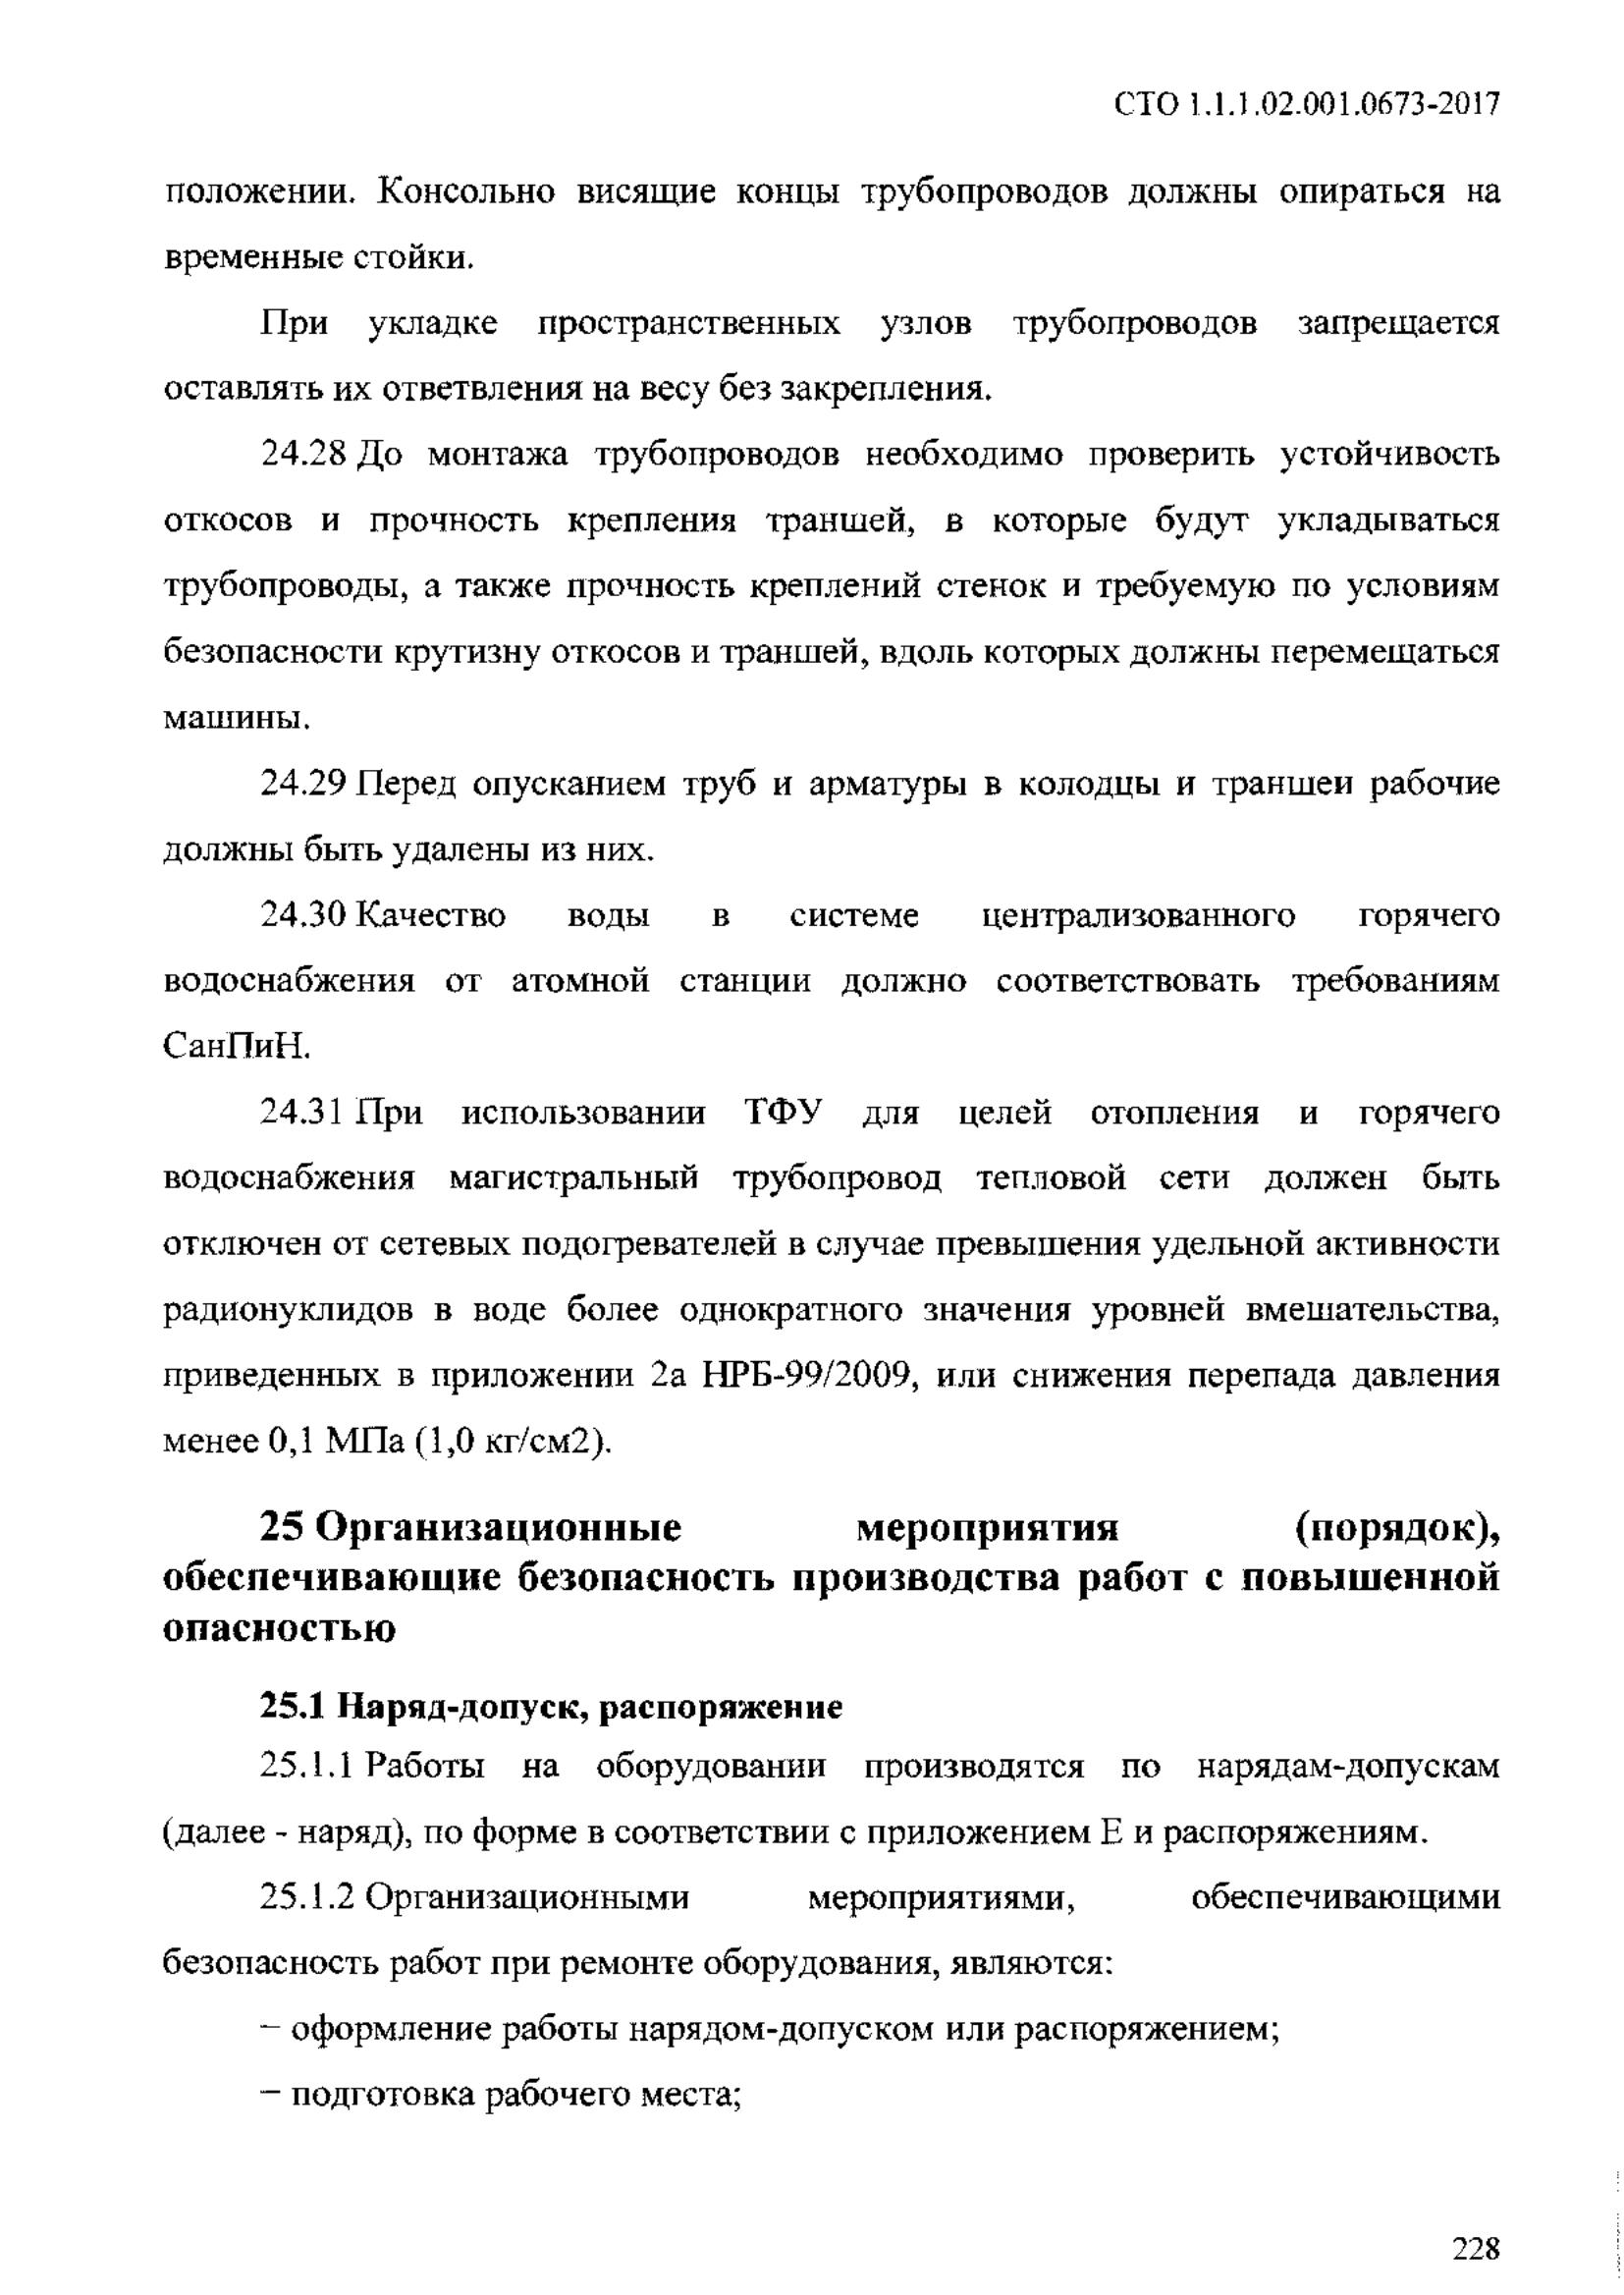 СТО 1.1.1.02.001.0673-2017
положении. Консольно висящие концы трубопроводов должны опираться на
временные стойки.
При укладке пространственных узлов трубопроводов запрещается
оставлять их ответвления на весу без закрепления.
24.28 До монтажа трубопроводов необходимо проверить устойчивость
откосов и прочность крепления траншей, в которые будут укладываться
трубопроводы, а также прочность креплений стенок и требуемую по условиям
безопасности крутизну откосов и траншей, вдоль которых должны перемещаться
машины.
24.29 Перед опусканием труб и арматуры в колодцы и траншеи рабочие
должны быть удалены из них.
24.30 Качество воды в системе централизованного горячего
водоснабжения от атомной станции должно соответствовать требованиям
СанПиН.
24.31 При использовании ТФУ для целей отопления и горячего
водоснабжения магистральный трубопровод тепловой сети должен быть
отключен от сетевых подогревателей в случае превышения удельной активности
радионуклидов в воде более однократного значения уровней вмешательства,
приведенных в приложении 2а НРБ-99/2009, или снижения перепада давления
менее 0,1 МПа (1,0 кг/см2).
25 Организационные мероприятия (порядок),
обеспечивающие безопасность производства работ с повышенной
опасностью
25.1 Наряд-допуск, распоряжение
25.1.1 Работы на оборудовании производятся по нарядам-допускам
(далее - наряд), по форме в соответствии с приложением Е и распоряжениям.
25.1.2 Организационными мероприятиями, обеспечивающими
безопасность работ при ремонте оборудования, являются:
− оформление работы нарядом-допуском или распоряжением;
− подготовка рабочего места;
228